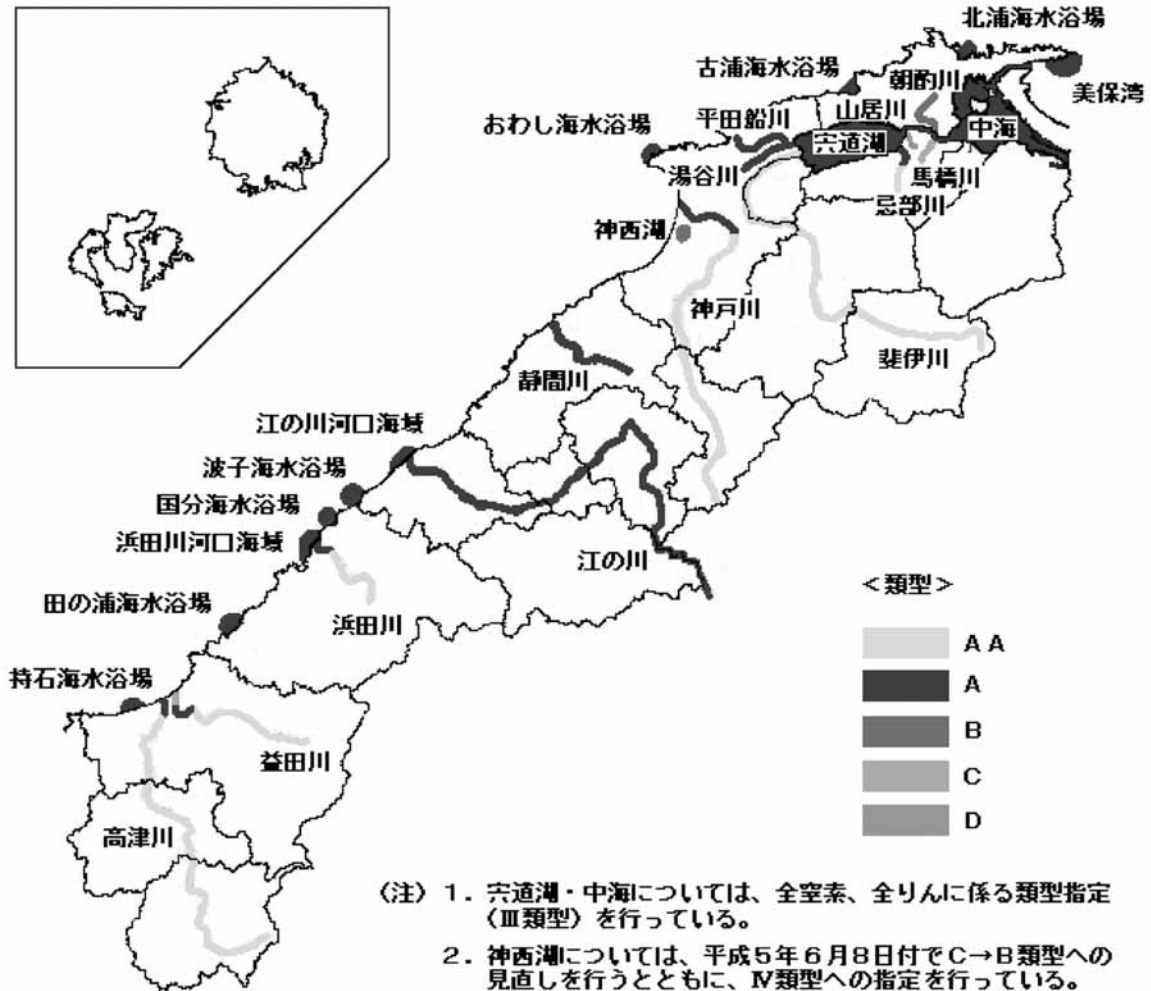 北浦海水浴場
古浦海水浴場
朝酌川
美保湾
おわし海水浴場
平田船川
山居川
宍道湖
中海
湯谷川
馬橋川
忌部川
神西湖
神戸川
斐伊川
静間川
江の川河口海域
波子海水浴場
国分海水浴場
浜田川河口海域
江の川
田の浦海水浴場
浜田川
持石海水浴場
益田川
高津川
<類型>
AA
A
B
C
D
(注) 1. 宍道湖・中海については、全窒素、全りんに係る類型指定
(Ⅲ類型)を行っている。
2. 神西湖については、平成5年6月8日付でC→B類型への
見直しを行うとともに、Ⅳ類型への指定を行っている。